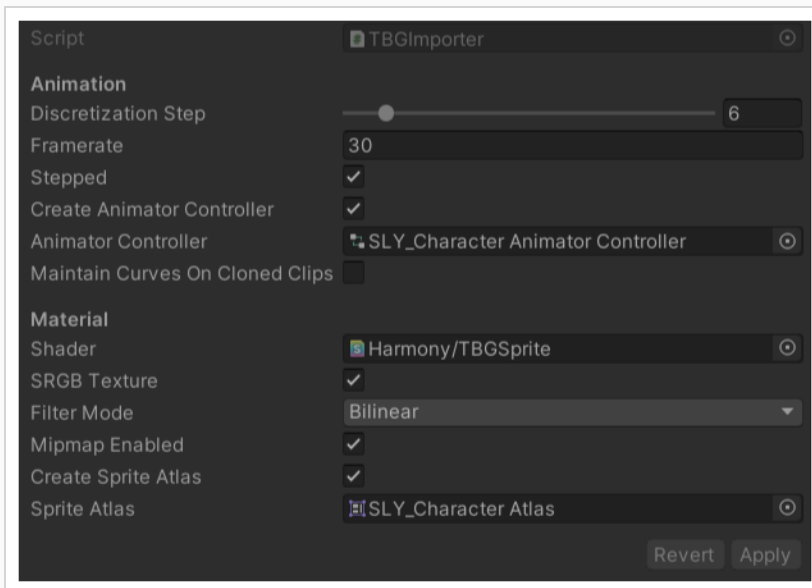 Script TBGImporter
Animation
Discretization Step 6
Framerate 30
Stepped
Create Animator Controller
Animator Controller SLY_Character Animator Controller
Maintain Curves On Cloned Clips
Material
Shader Harmony/TBGSprite
SRGB Texture
Filter Mode Bilinear
Mipmap Enabled
Create Sprite Atlas
Sprite Atlas SLY_Character Atlas
Revert Apply